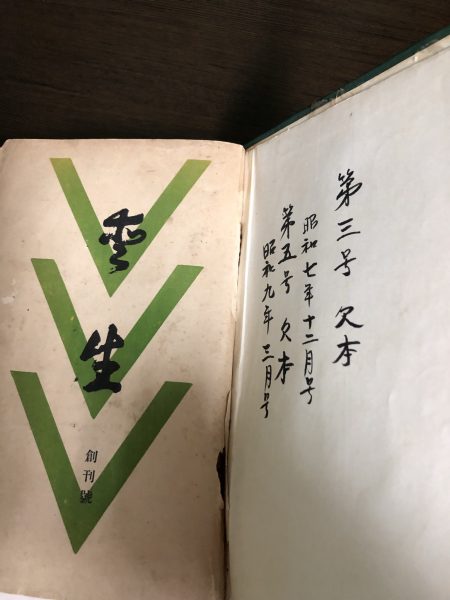 第三号 欠本
昭和七年十二月号
第五号 欠本
昭和九年三月号
生
創刊號